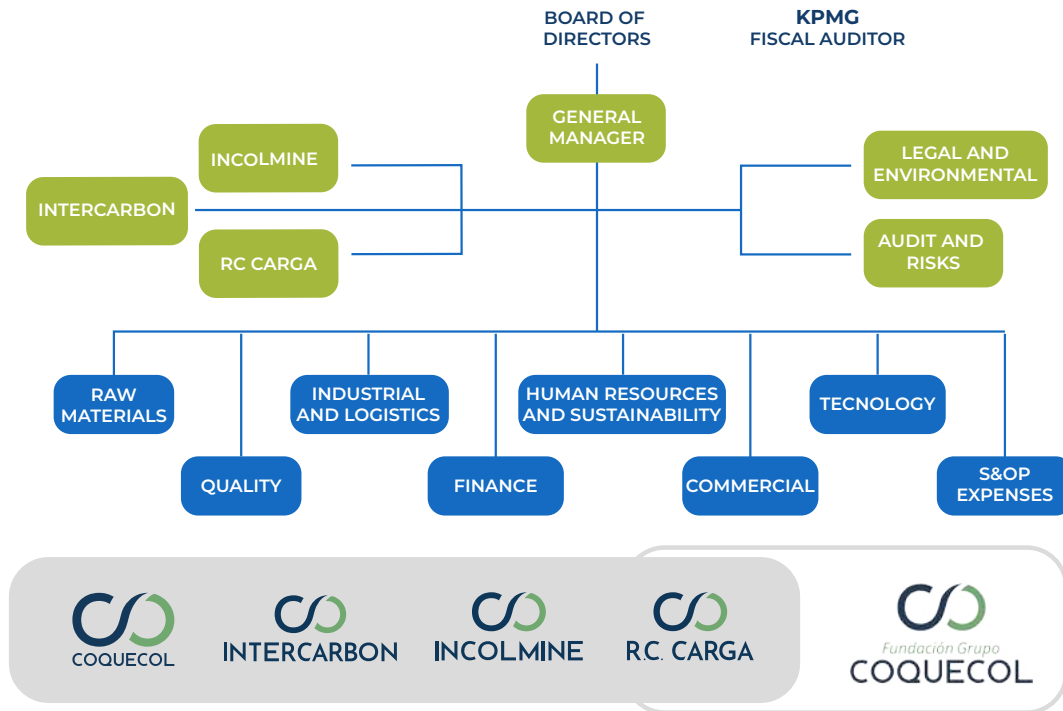 BOARD OF
DIRECTORS
KPMG
FISCAL AUDITOR
GENERAL
MANAGER
INCOLMINE
INTERCARBON
RC CARGA
LEGAL AND
ENVIRONMENTAL
AUDIT AND
RISKS
RAW
MATERIALS
INDUSTRIAL
AND LOGISTICS
HUMAN RESOURCES
AND SUSTAINABILITY
TECNOLOGY
QUALITY
FINANCE
COMMERCIAL
S&OP
EXPENSES
COQUECOL
INTERCARBON
INCOLMINE
R.C. CARGA
Fundación Grupo
COQUECOL